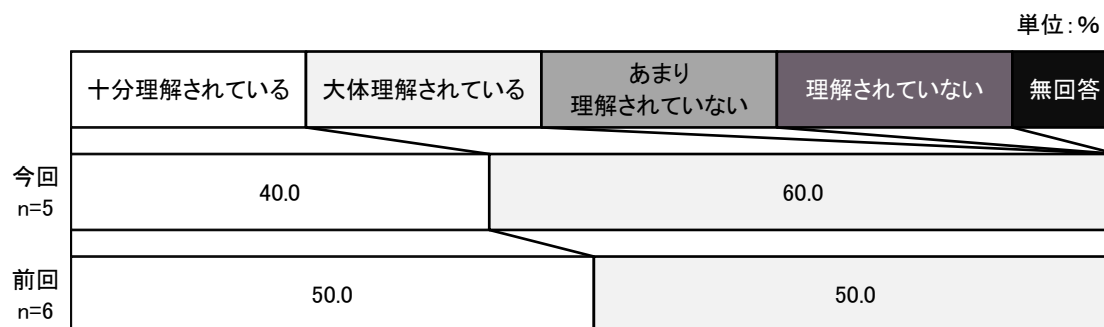 単位：％
十分理解されている
大体理解されている
あまり
理解されていない
理解されていない
無回答
今回
n=5
40.0
60.0
前回
n=6
50.0
50.0